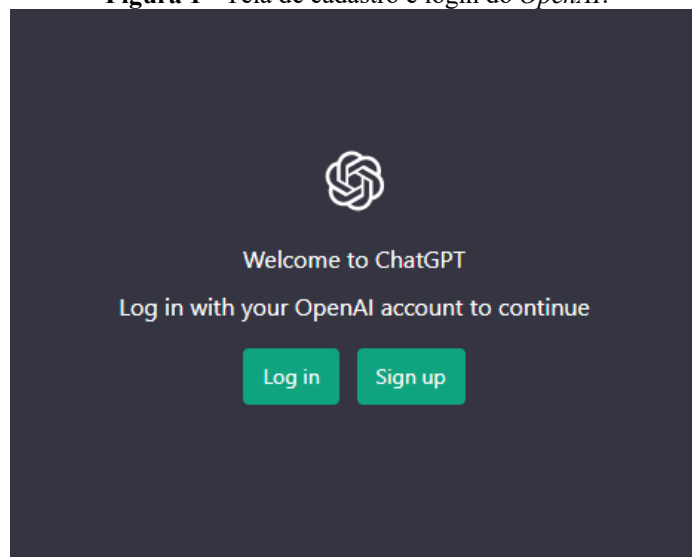 Figura 1 - Tela de cadastro e login do OpenAI.
Welcome to ChatGPT
Log in with your OpenAI account to continue
Log in
Sign up